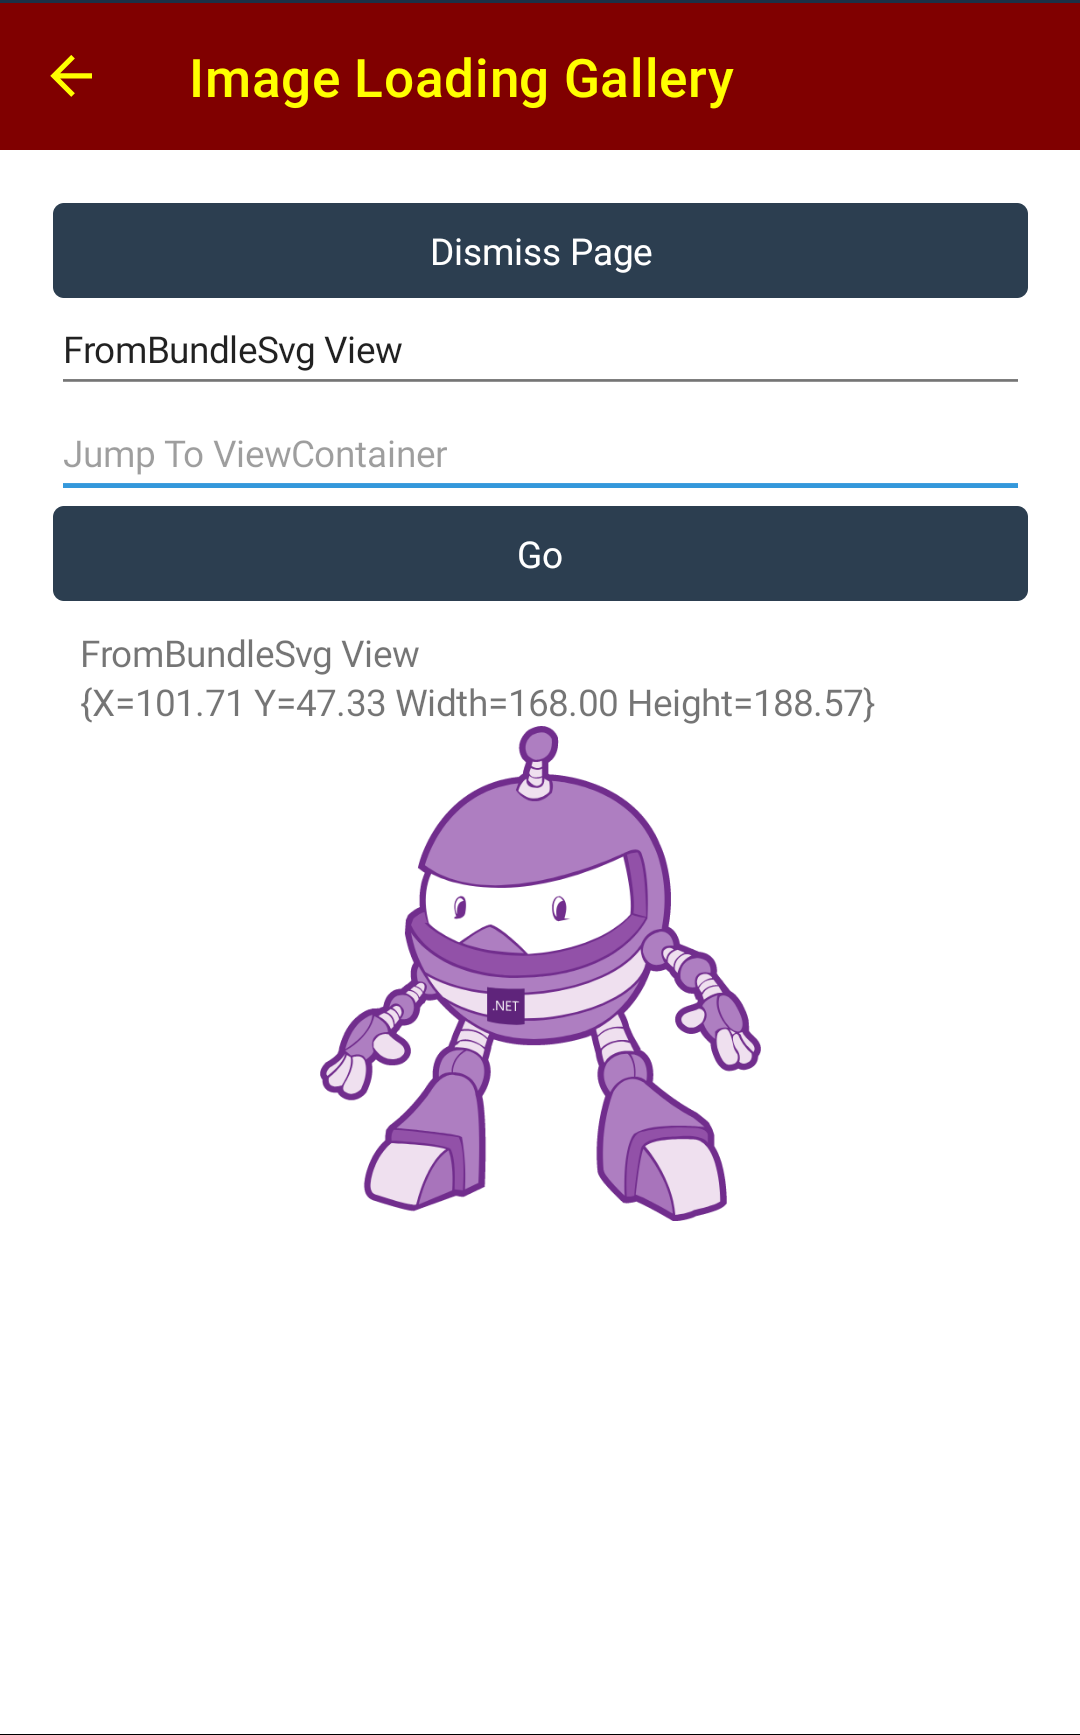 Image Loading Gallery
Dismiss Page
FromBundleSvg View
Jump To ViewContainer
Go
FromBundleSvg View
{X=101.71 Y=47.33 Width=168.00 Height=188.57}
.NET